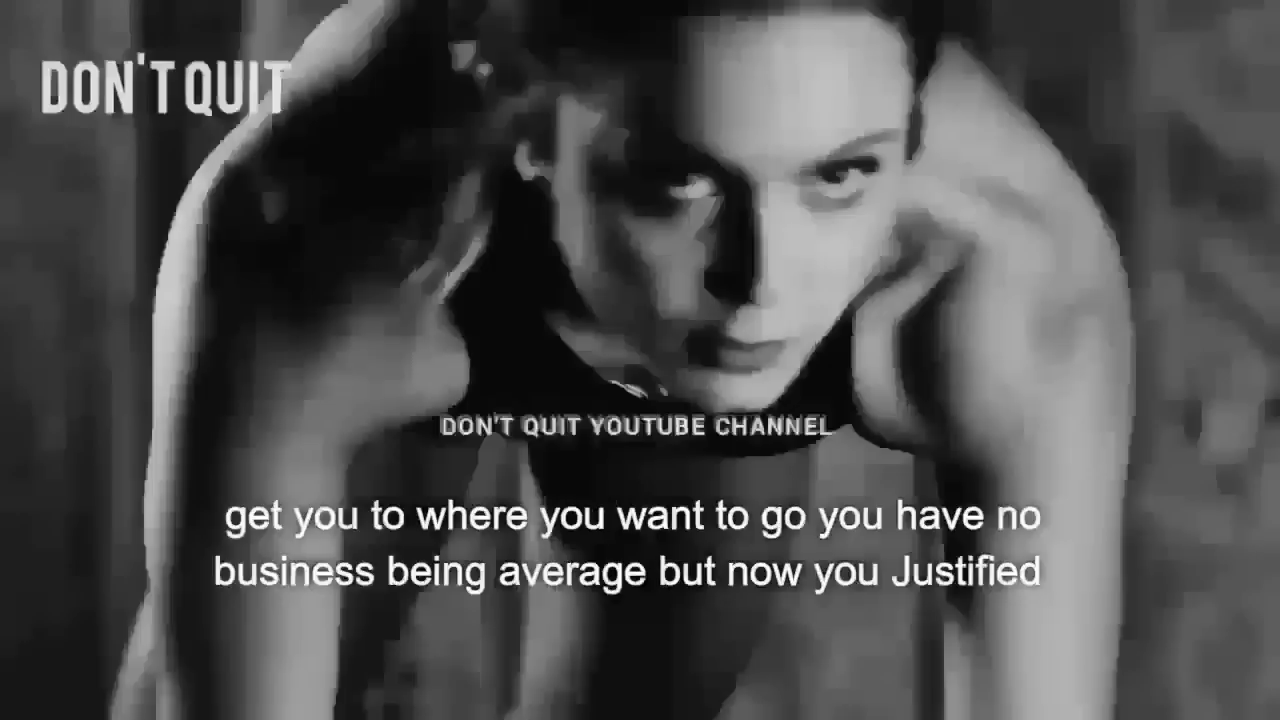 DON'T QUIT
DON'T QUIT YOUTUBE CHANNEL
get you to where you want to go you have no
business being average but now you Justified